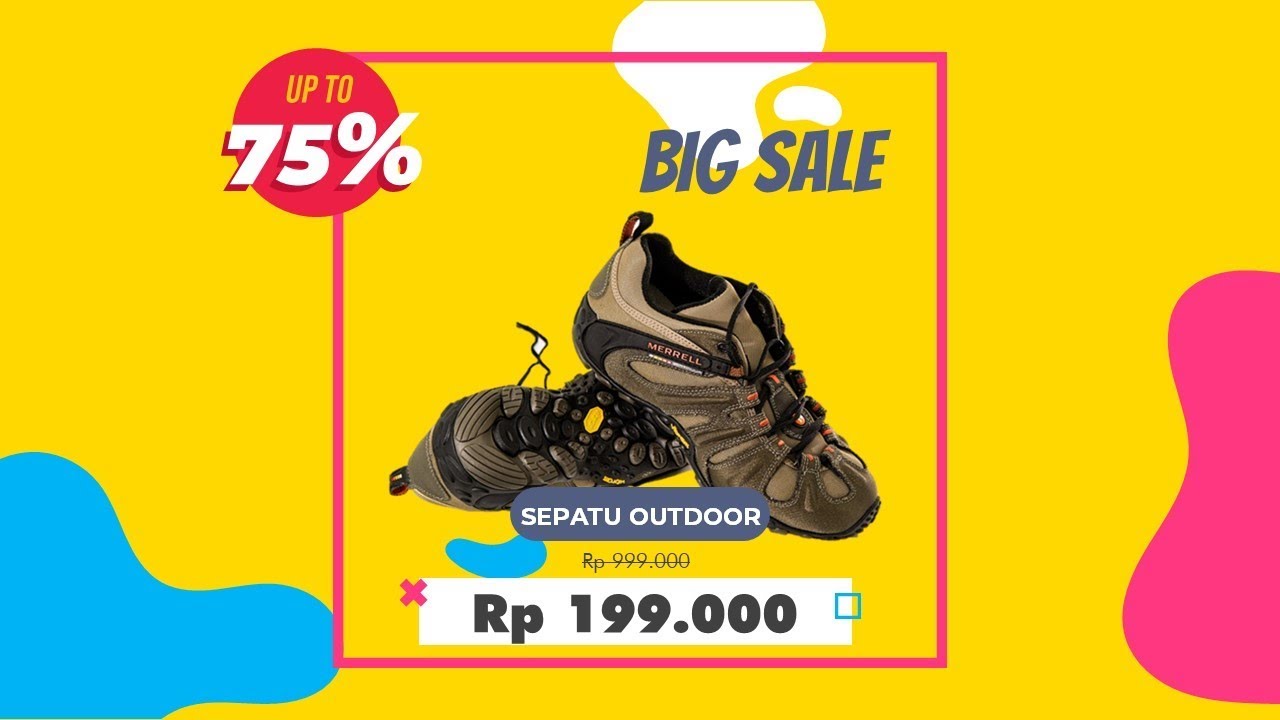 UP TO
75%
BIG SALE
MERRELL
SEPATU OUTDOOR
Rp 999.000
Rp 199.000